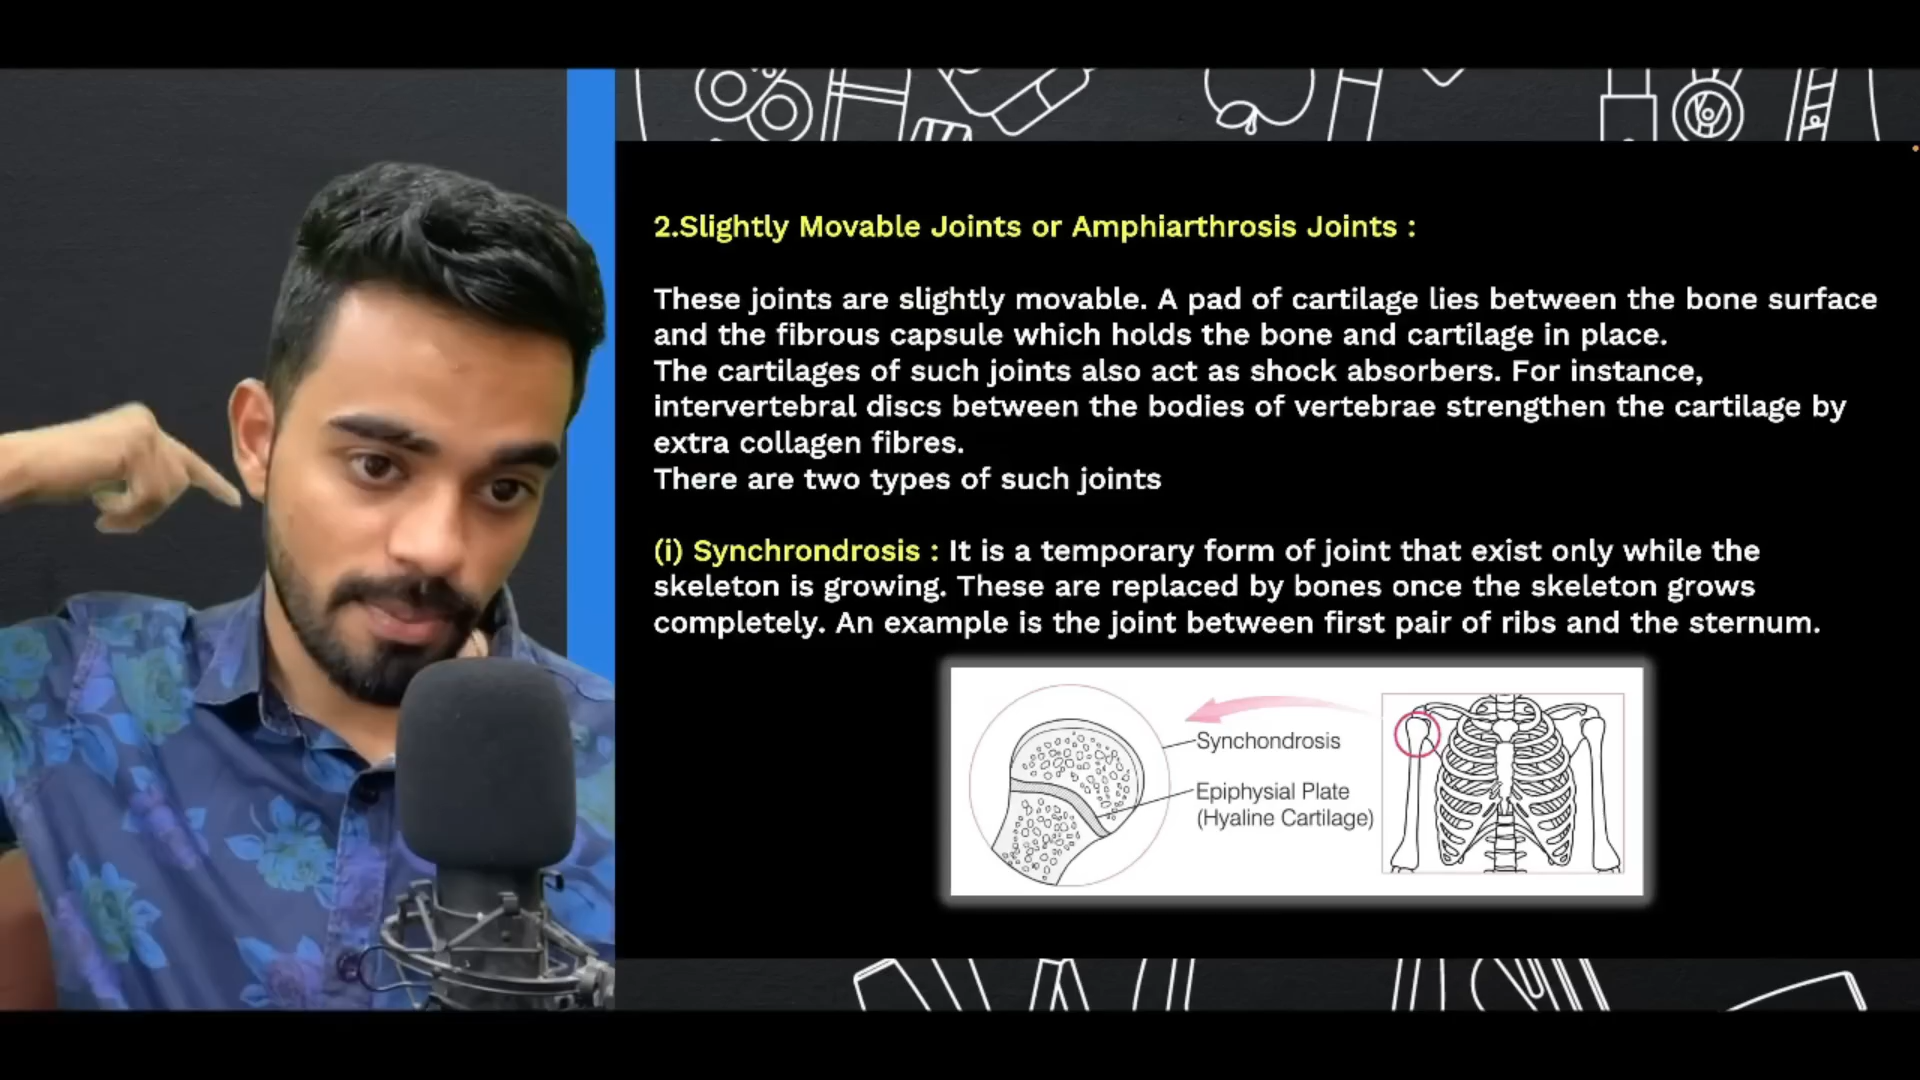 2.Slightly Movable Joints or Amphiarthrosis Joints :
These joints are slightly movable. A pad of cartilage lies between the bone surface
and the fibrous capsule which holds the bone and cartilage in place.
The cartilages of such joints also act as shock absorbers. For instance,
intervertebral discs between the bodies of vertebrae strengthen the cartilage by
extra collagen fibres.
There are two types of such joints
(i) Synchrondrosis : It is a temporary form of joint that exist only while the
skeleton is growing. These are replaced by bones once the skeleton grows
completely. An example is the joint between first pair of ribs and the sternum.
Synchondrosis
Epiphysial Plate
(Hyaline Cartilage)